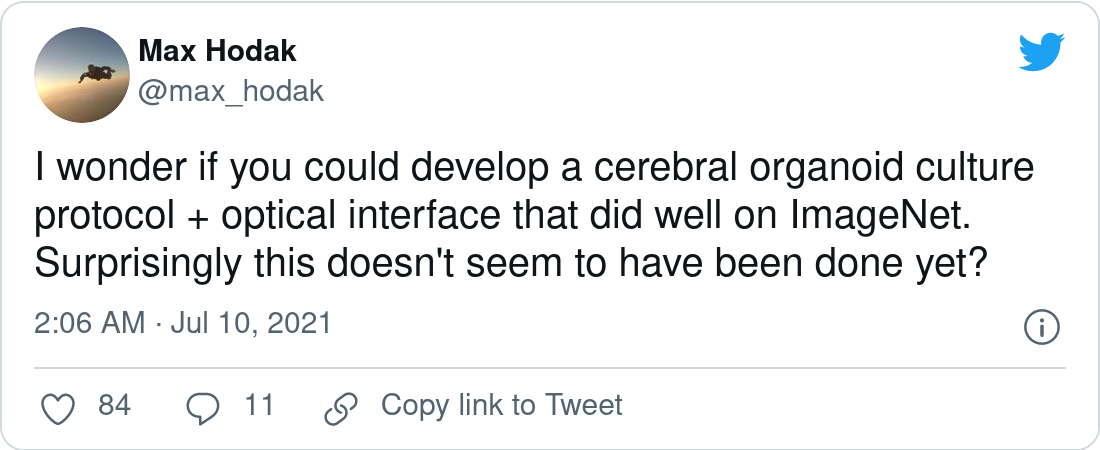 Max Hodak
@max_hodak
I wonder if you could develop a cerebral organoid culture
protocol + optical interface that did well on ImageNet.
Surprisingly this doesn't seem to have been done yet?
2:06 AM · Jul 10, 2021
84 11 Copy link to Tweet